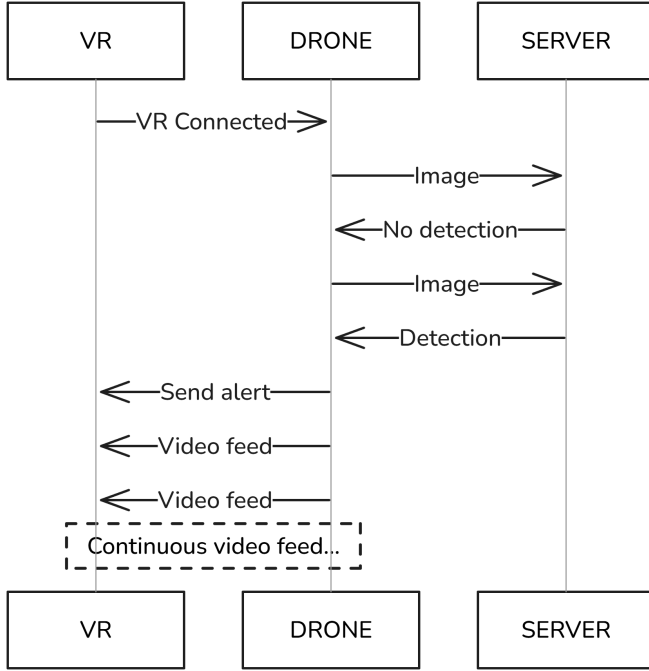 VR
DRONE
SERVER
VR Connected
Image
No detection
Image
Detection
Send alert
Video feed
Video feed
Continuous video feed...
VR
DRONE
SERVER